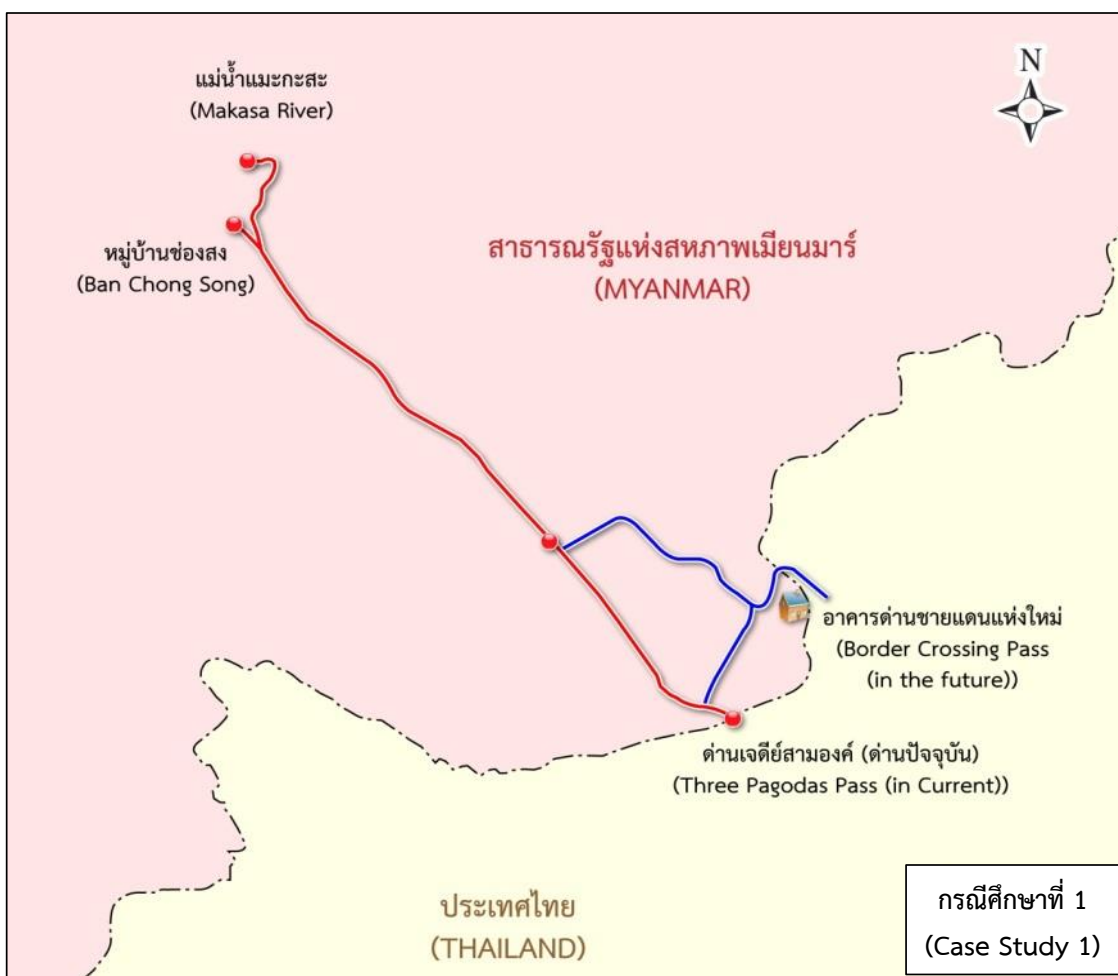 แม่น้ำแมะกะสะ
(Makasa River)
N
หมู่บ้านช่องสง
(Ban Chong Song)
สาธารณรัฐแห่งสหภาพเมียนมาร์
(MYANMAR)
อาคารด่านชายแดนแห่งใหม่
(Border Crossing Pass
(in the future))
ด่านเจดีย์สามองค์ (ด่านปัจจุบัน)
(Three Pagodas Pass (in Current))
ประเทศไทย
(THAILAND)
กรณีศึกษาที่ 1
(Case Study 1)